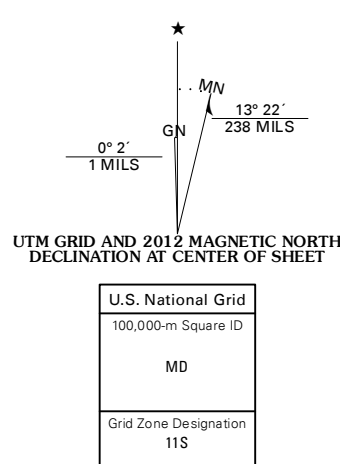 ★
MN
GN
13° 22´
238 MILS
0° 2´
1 MILS
UTM GRID AND 2012 MAGNETIC NORTH
DECLINATION AT CENTER OF SHEET
U.S. National Grid
100,000-m Square ID
MD
Grid Zone Designation
11S